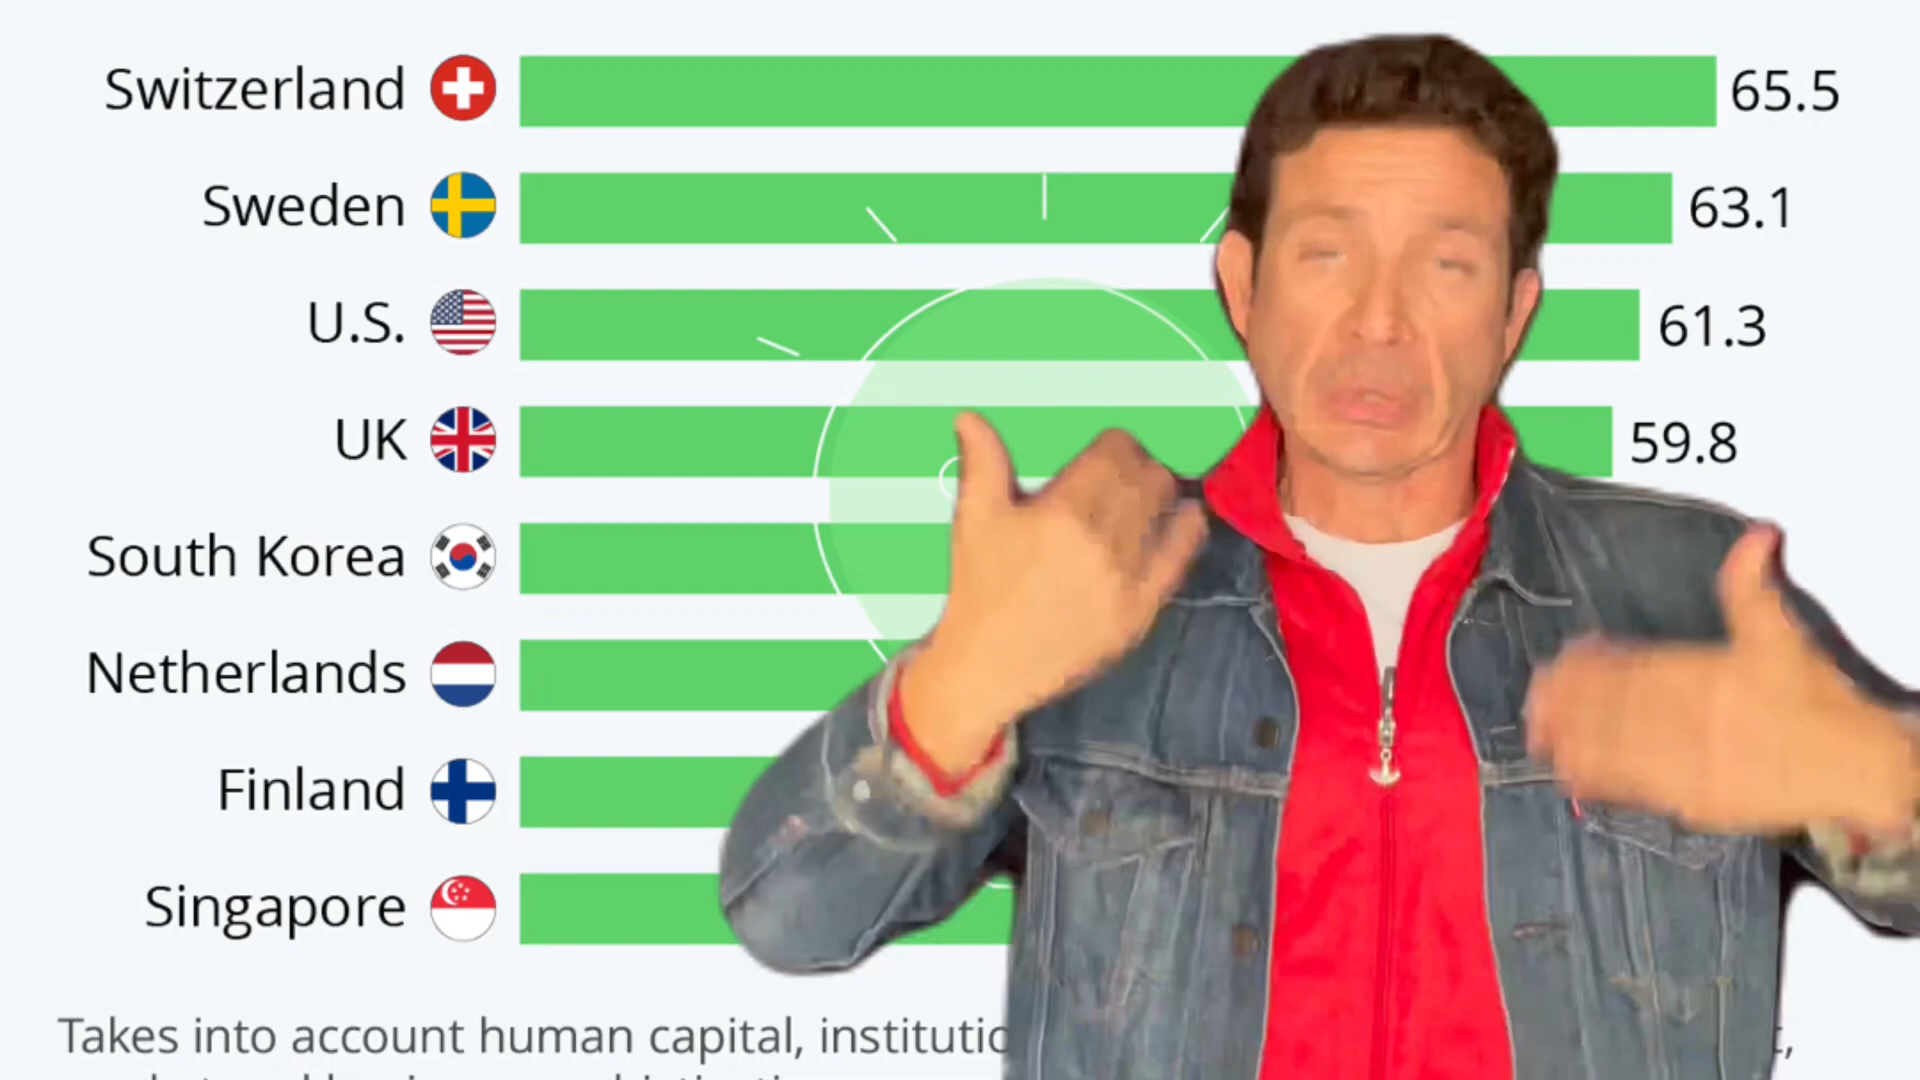 Switzerland 65.5
Sweden 63.1
U.S. 61.3
UK 59.8
South Korea
Netherlands
Finland
Singapore
Takes into account human capital,